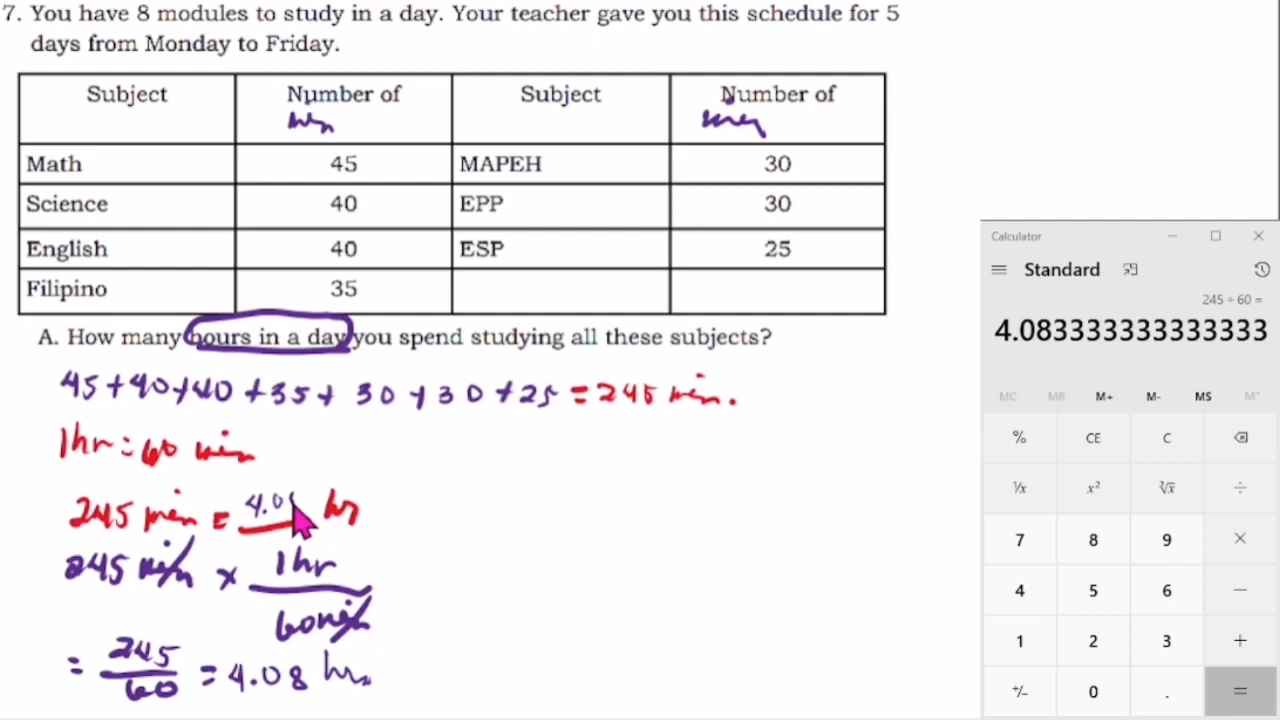 7. You have 8 modules to study in a day. Your teacher gave you this schedule for 5
days from Monday to Friday.
Subject Number of Subject Number of
min
Math 45 MAPEH 30
Science 40 EPP 30
English 40 ESP 25
Filipino 35
A. How many hours in a day you spend studying all these subjects?
45+40+40+35+ 30+30+25 = 245 min.
1hr = 60 min
245 min = 4.0 hr
245 min x 1hr
60min
= 245
60
= 4.08 hr.
Calculator
Standard
245 ÷ 60 =
4.083333333333333
MC MR M+ M- MS M˅
% CE C ⌫
¹/x x² ²√x ÷
7 8 9 ×
4 5 6 −
1 2 3 +
+/− 0 . =